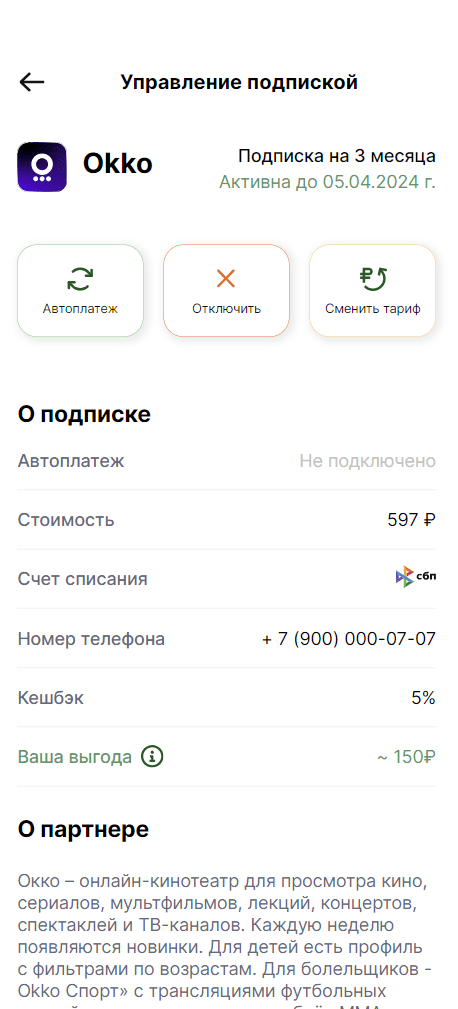 Управление подпиской
Okko
Подписка на 3 месяца
Активна до 05.04.2024 г.
Автоплатеж
Отключить
Сменить тариф
О подписке
Автоплатеж Не подключено
Стоимость 597 ₽
Счет списания сбп
Номер телефона + 7 (900) 000-07-07
Кешбэк 5%
Ваша выгода ~ 150₽
О партнере
Окко – онлайн-кинотеатр для просмотра кино,
сериалов, мультфильмов, лекций, концертов,
спектаклей и ТВ-каналов. Каждую неделю
появляются новинки. Для детей есть профиль
с фильтрами по возрастам. Для болельщиков -
Okko Спорт» с трансляциями футбольных